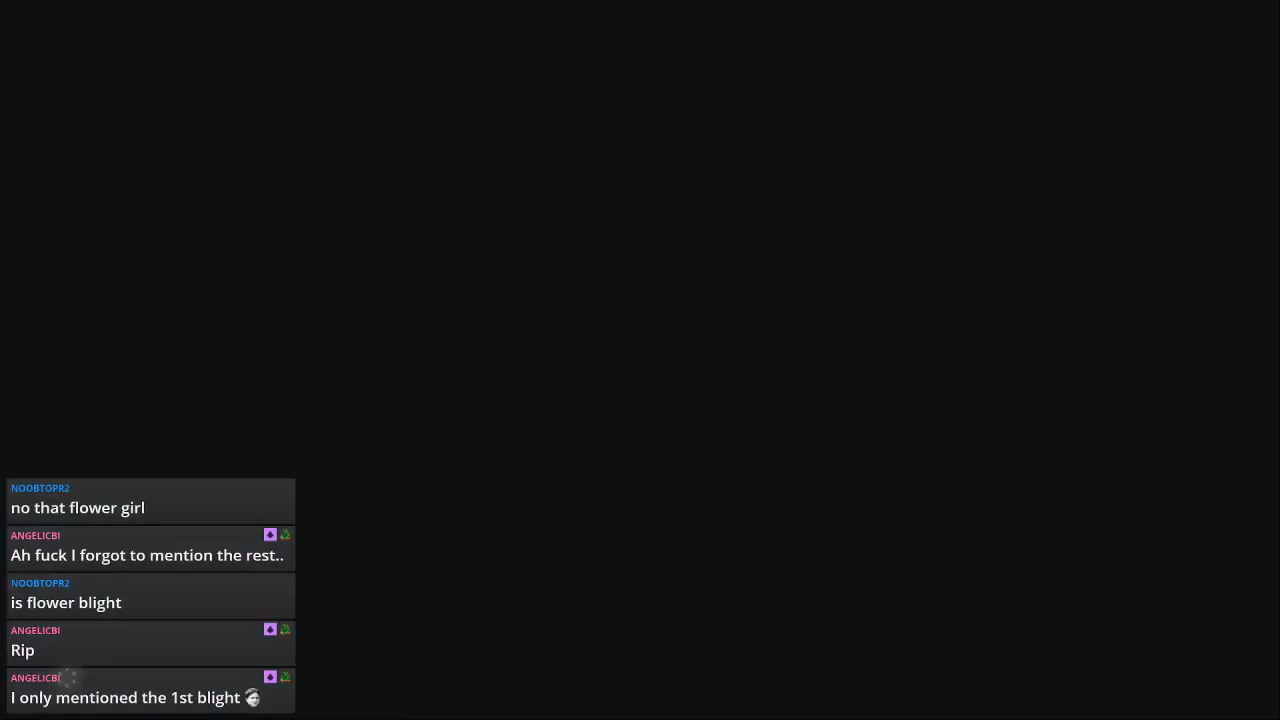 NOOBTOPR2
no that flower girl
ANGELICBI
Ah fuck I forgot to mention the rest..
NOOBTOPR2
is flower blight
ANGELICBI
Rip
ANGELICBI
I only mentioned the 1st blight